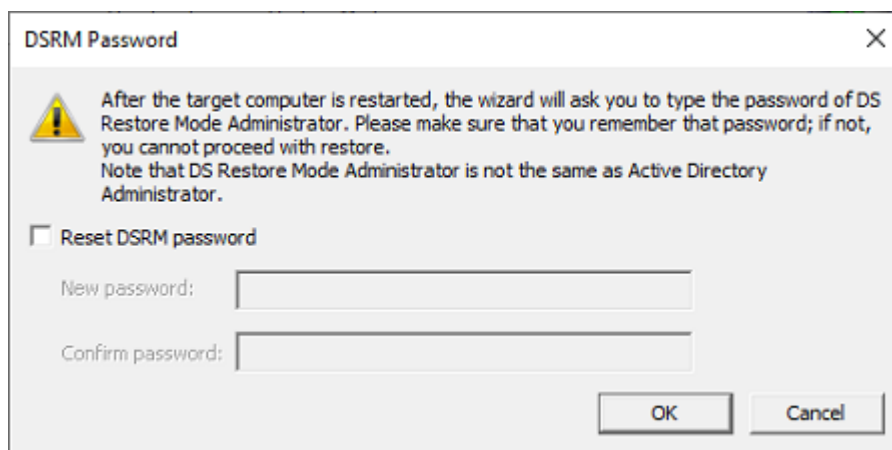 DSRM Password
After the target computer is restarted, the wizard will ask you to type the password of DS
Restore Mode Administrator. Please make sure that you remember that password; if not,
you cannot proceed with restore.
Note that DS Restore Mode Administrator is not the same as Active Directory
Administrator.
Reset DSRM password
New password:
Confirm password:
OK Cancel